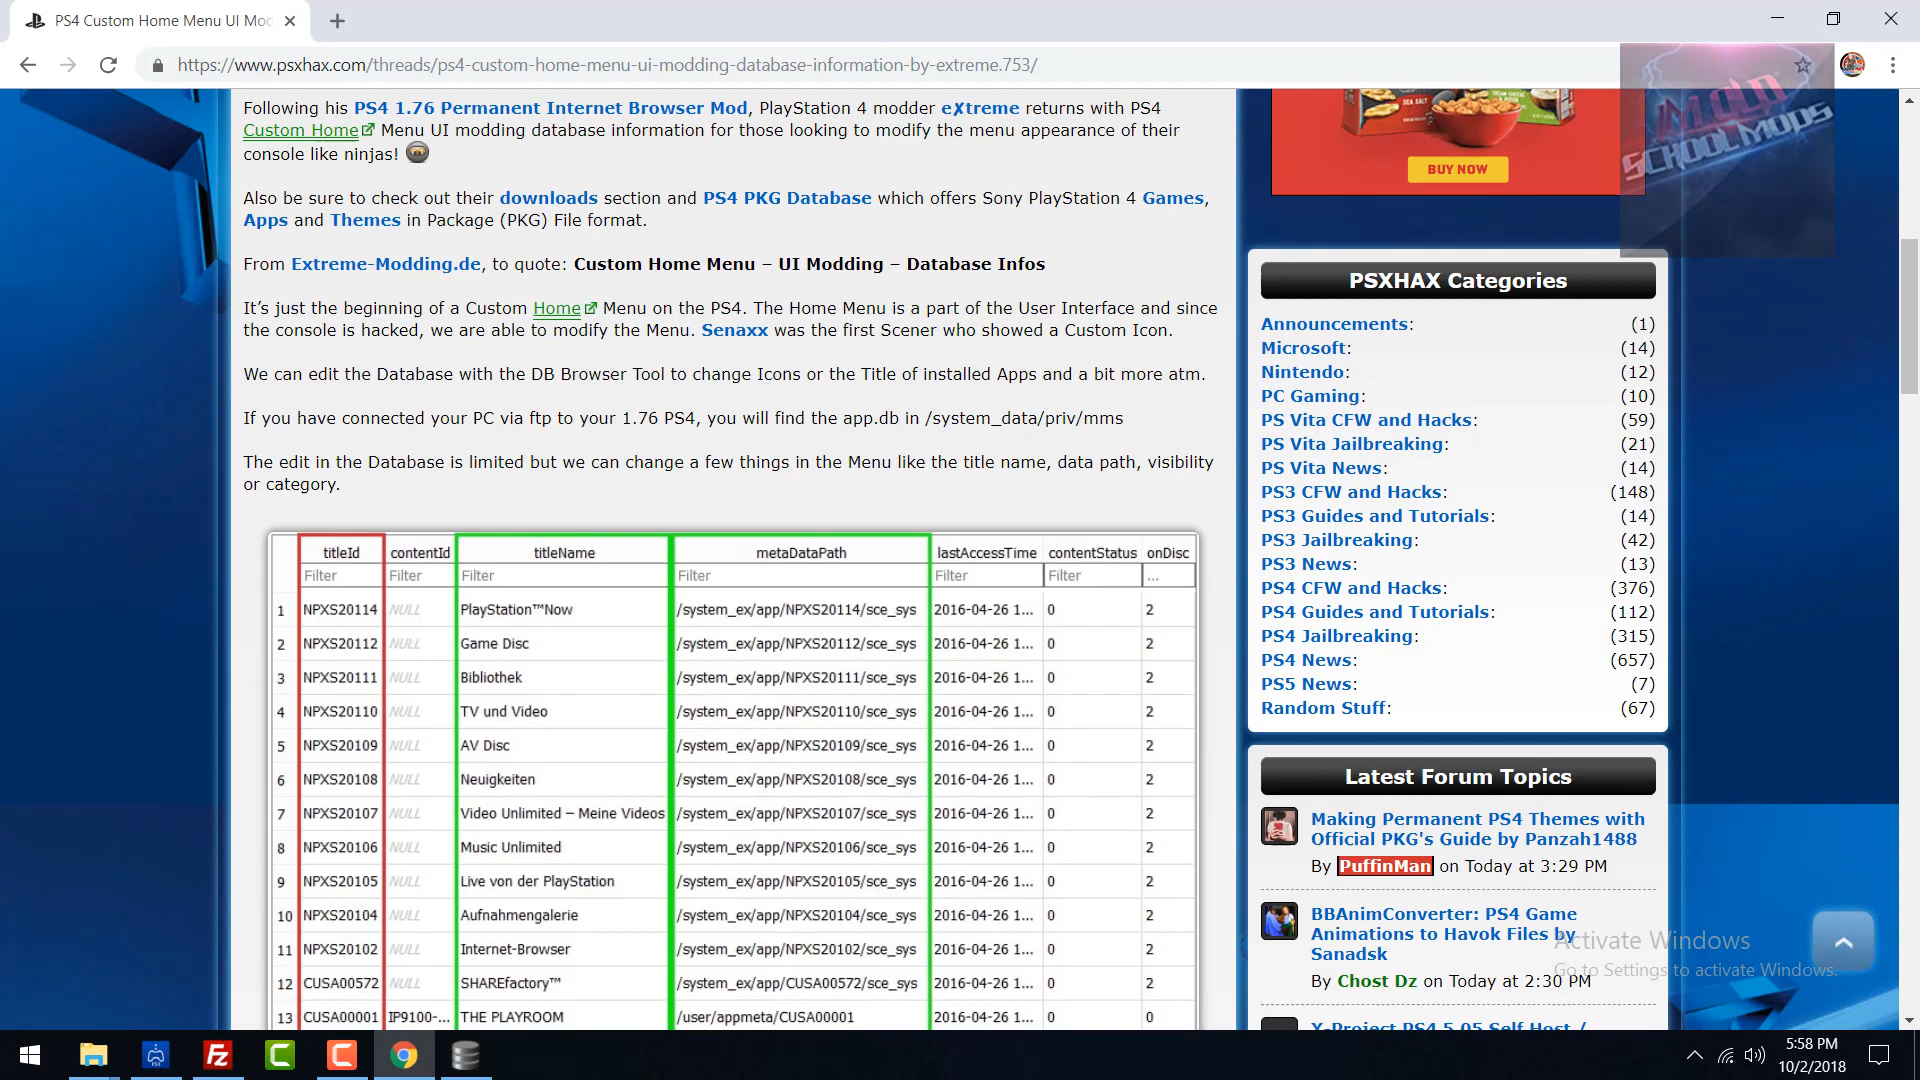 PS4 Custom Home Menu UI Mod
https://www.psxhax.com/threads/ps4-custom-home-menu-ui-modding-database-information-by-extreme.753/
Following his PS4 1.76 Permanent Internet Browser Mod, PlayStation 4 modder eXtreme returns with PS4
Custom Home Menu UI modding database information for those looking to modify the menu appearance of their
console like ninjas!
Also be sure to check out their downloads section and PS4 PKG Database which offers Sony PlayStation 4 Games,
Apps and Themes in Package (PKG) File format.
From Extreme-Modding.de, to quote: Custom Home Menu – UI Modding – Database Infos
It’s just the beginning of a Custom Home Menu on the PS4. The Home Menu is a part of the User Interface and since
the console is hacked, we are able to modify the Menu. Senaxx was the first Scener who showed a Custom Icon.
We can edit the Database with the DB Browser Tool to change Icons or the Title of installed Apps and a bit more atm.
If you have connected your PC via ftp to your 1.76 PS4, you will find the app.db in /system_data/priv/mms
The edit in the Database is limited but we can change a few things in the Menu like the title name, data path, visibility
or category.
titleId contentId titleName metaDataPath lastAccessTime contentStatus onDisc
Filter Filter Filter Filter Filter Filter ...
1 NPXS20114 NULL PlayStation™Now /system_ex/app/NPXS20114/sce_sys 2016-04-26 1... 0 2
2 NPXS20112 NULL Game Disc /system_ex/app/NPXS20112/sce_sys 2016-04-26 1... 0 2
3 NPXS20111 NULL Bibliothek /system_ex/app/NPXS20111/sce_sys 2016-04-26 1... 0 2
4 NPXS20110 NULL TV und Video /system_ex/app/NPXS20110/sce_sys 2016-04-26 1... 0 2
5 NPXS20109 NULL AV Disc /system_ex/app/NPXS20109/sce_sys 2016-04-26 1... 0 2
6 NPXS20108 NULL Neuigkeiten /system_ex/app/NPXS20108/sce_sys 2016-04-26 1... 0 2
7 NPXS20107 NULL Video Unlimited – Meine Videos /system_ex/app/NPXS20107/sce_sys 2016-04-26 1... 0 2
8 NPXS20106 NULL Music Unlimited /system_ex/app/NPXS20106/sce_sys 2016-04-26 1... 0 2
9 NPXS20105 NULL Live von der PlayStation /system_ex/app/NPXS20105/sce_sys 2016-04-26 1... 0 2
10 NPXS20104 NULL Aufnahmengalerie /system_ex/app/NPXS20104/sce_sys 2016-04-26 1... 0 2
11 NPXS20102 NULL Internet-Browser /system_ex/app/NPXS20102/sce_sys 2016-04-26 1... 0 2
12 CUSA00572 NULL SHAREfactory™ /system_ex/app/CUSA00572/sce_sys 2016-04-26 1... 0 2
13 CUSA00001 IP9100-... THE PLAYROOM /user/appmeta/CUSA00001 2016-04-26 1... 0 0
SEA SALT
BUY NOW
SCHOOL MODS
PSXHAX Categories
Announcements: (1)
Microsoft: (14)
Nintendo: (12)
PC Gaming: (10)
PS Vita CFW and Hacks: (59)
PS Vita Jailbreaking: (21)
PS Vita News: (14)
PS3 CFW and Hacks: (148)
PS3 Guides and Tutorials: (14)
PS3 Jailbreaking: (42)
PS3 News: (13)
PS4 CFW and Hacks: (376)
PS4 Guides and Tutorials: (112)
PS4 Jailbreaking: (315)
PS4 News: (657)
PS5 News: (7)
Random Stuff: (67)
Latest Forum Topics
Making Permanent PS4 Themes with
Official PKG's Guide by Panzah1488
By PuffinMan on Today at 3:29 PM
BBAnimConverter: PS4 Game
Animations to Havok Files by
Sanadsk
By Chost Dz on Today at 2:30 PM
X-Project PS4 5.05 Self Host /
Activate Windows
Go to Settings to activate Windows.
5:58 PM
10/2/2018